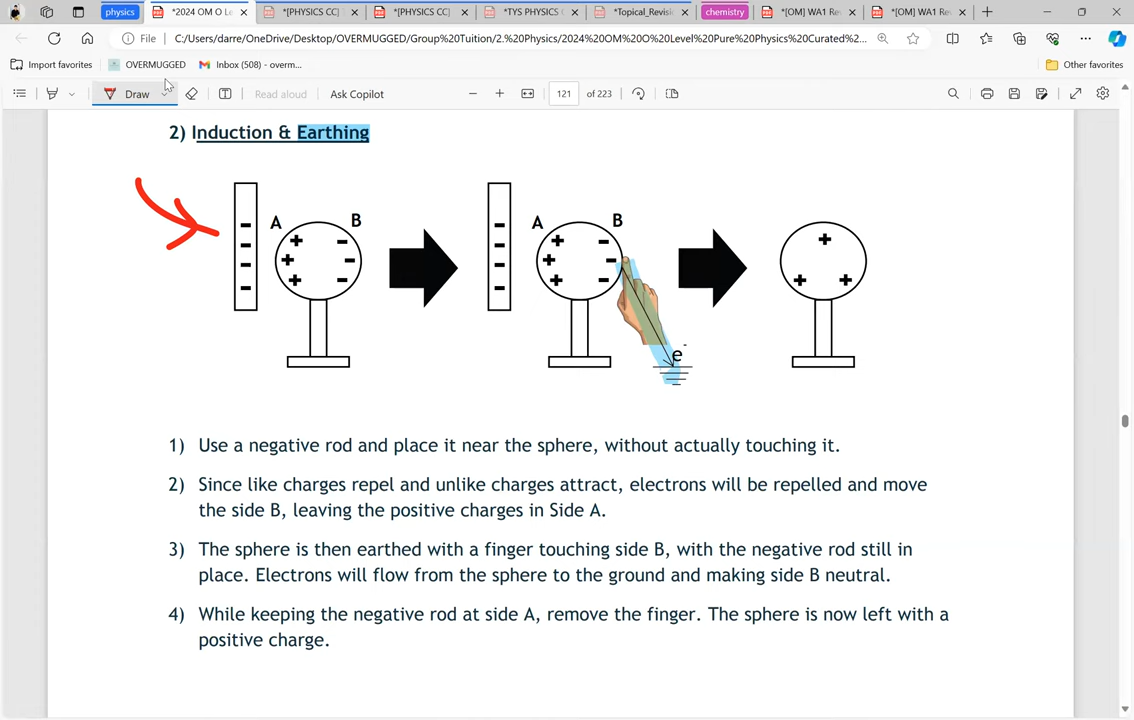 physics
*2024 OM O Le
*[PHYSICS CC] S
*[PHYSICS CC]
*TYS PHYSICS (
*Topical_Revisi
chemistry
*[OM] WA1 Re
*[OM] WA1 Re
File
C:/Users/darre/OneDrive/Desktop/OVERMUGGED/Group%20Tuition/2.%20Physics/2024%20OM%20O%20Level%20Pure%20Physics%20Curated%2...
Import favorites
OVERMUGGED
Inbox (508) - overm...
Other favorites
Draw
Read aloud
Ask Copilot
121 of 223
2) Induction & Earthing
A B
A B
e-
1) Use a negative rod and place it near the sphere, without actually touching it.
2) Since like charges repel and unlike charges attract, electrons will be repelled and move
the side B, leaving the positive charges in Side A.
3) The sphere is then earthed with a finger touching side B, with the negative rod still in
place. Electrons will flow from the sphere to the ground and making side B neutral.
4) While keeping the negative rod at side A, remove the finger. The sphere is now left with a
positive charge.